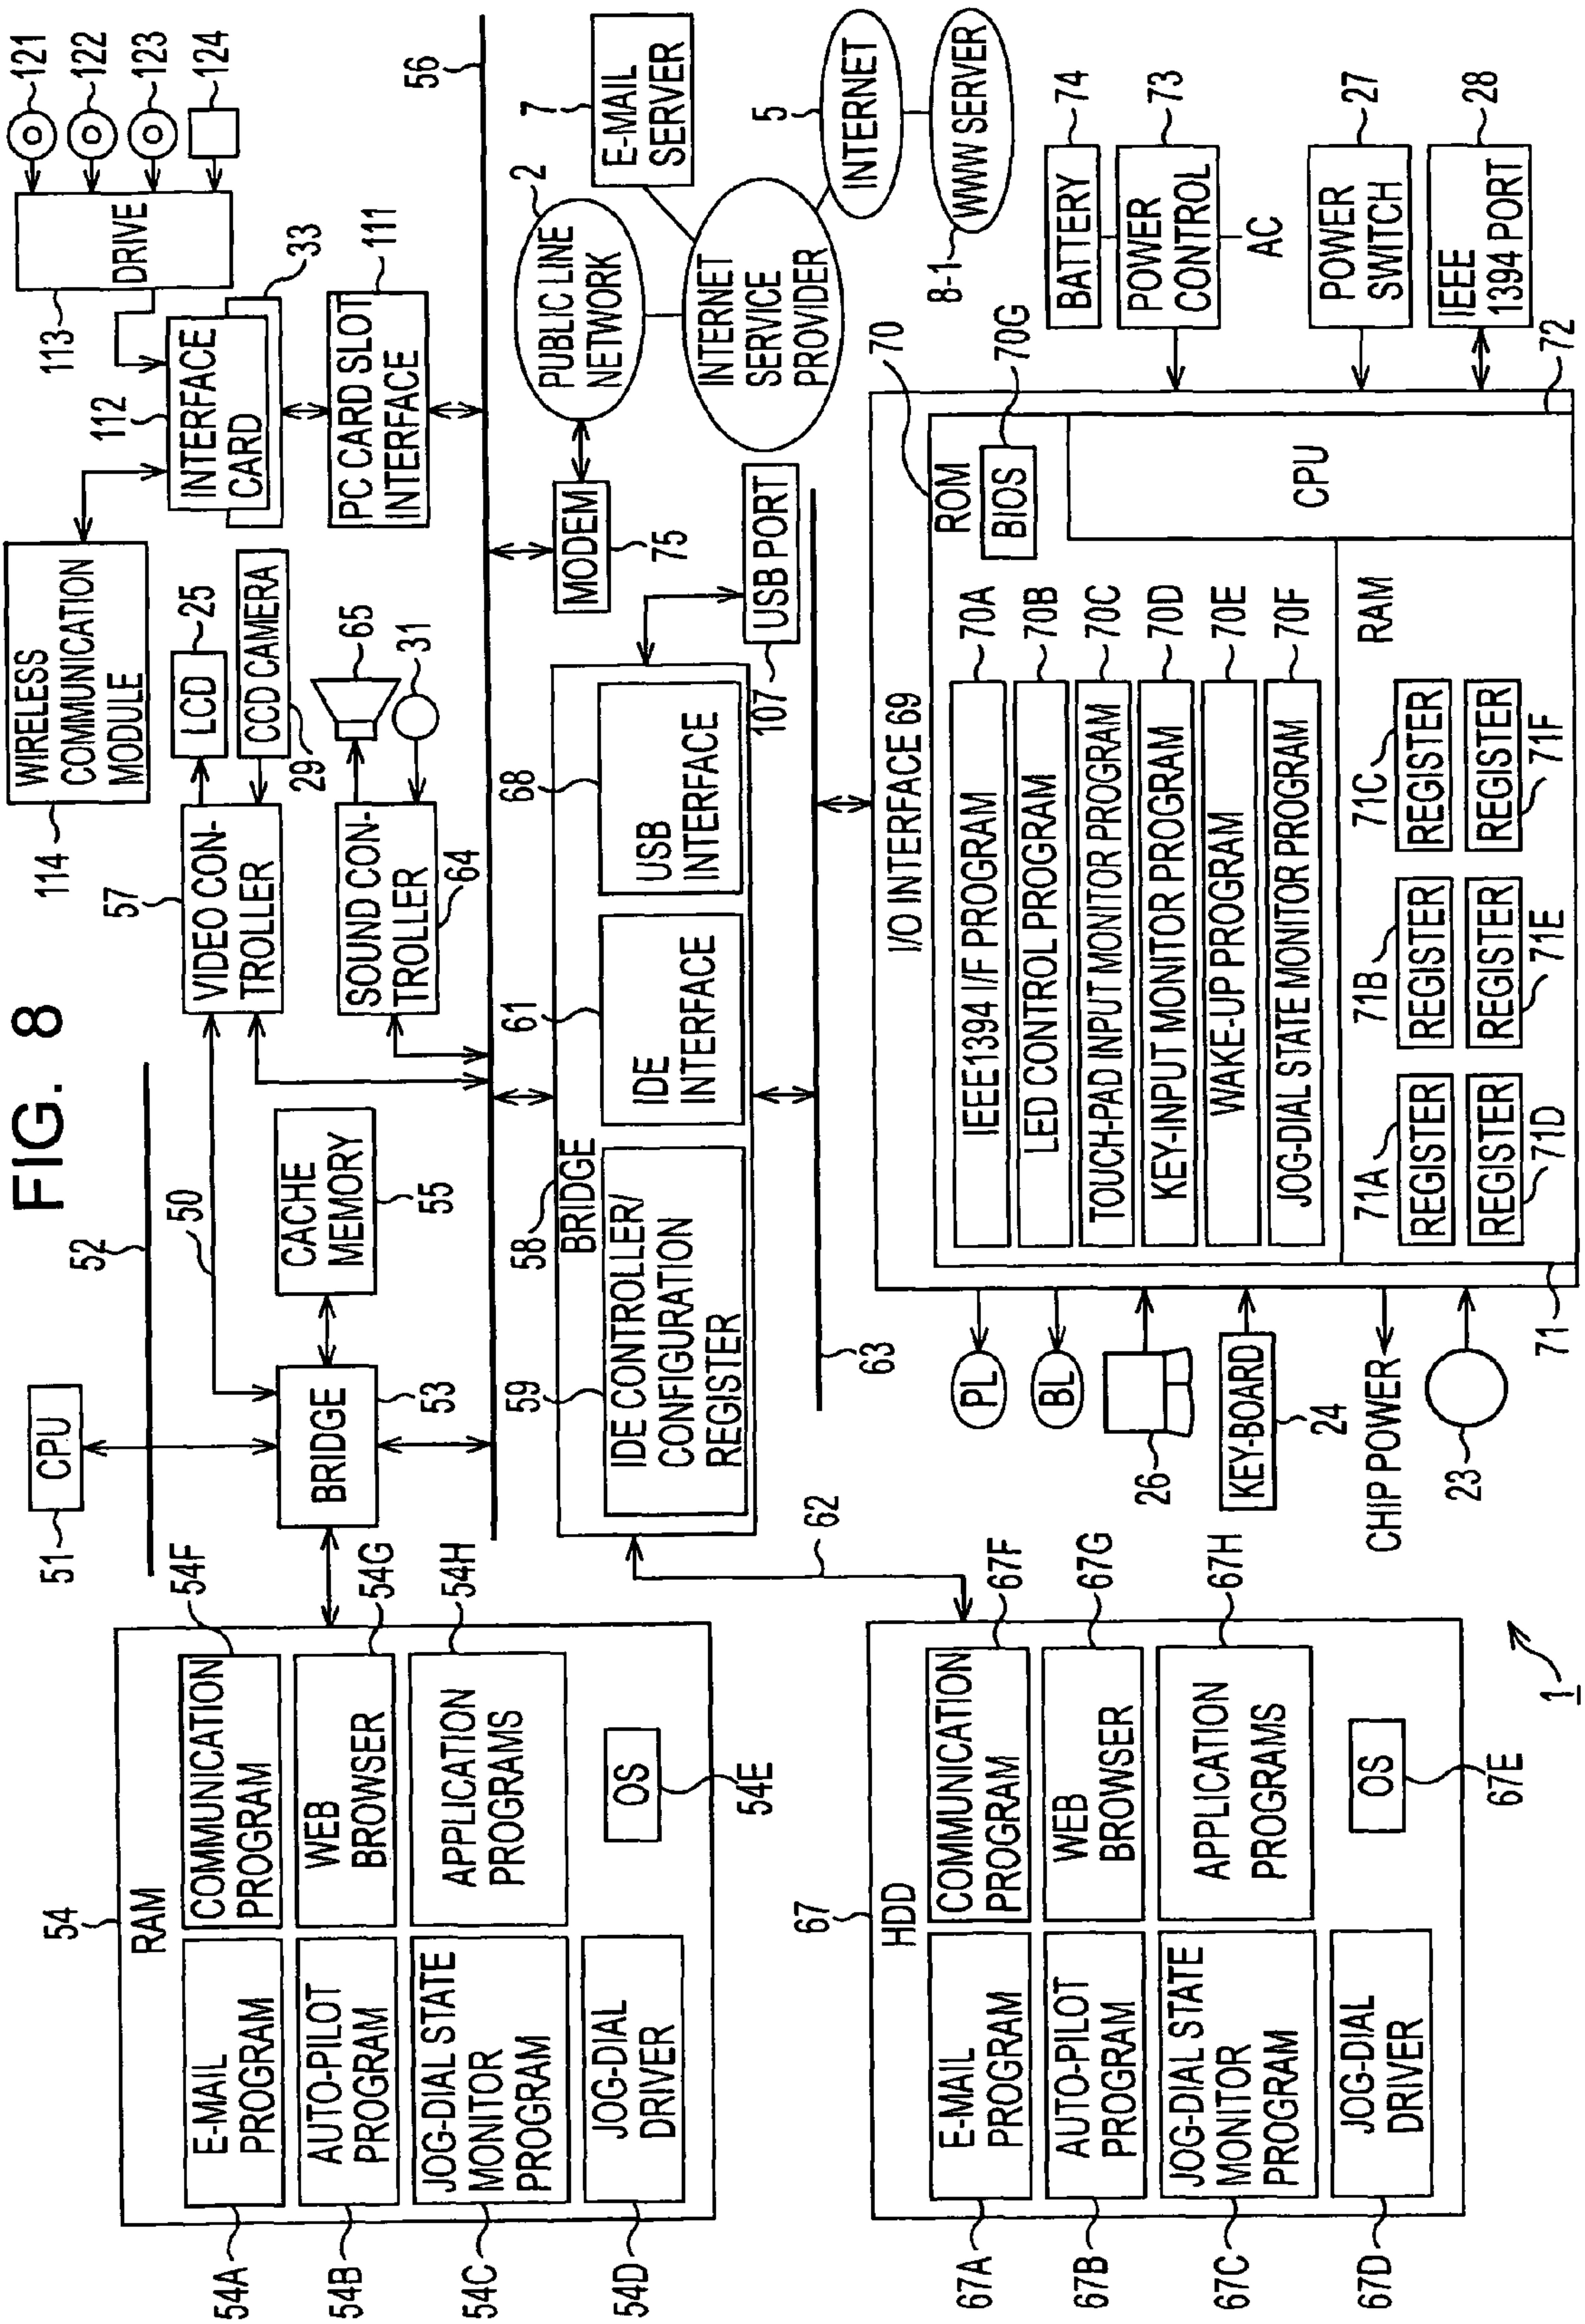 FIG. 8
51
CPU
52
50
57
VIDEO CON-
TROLLER
114
WIRELESS
COMMUNICATION
MODULE
LCD
25
CCD CAMERA
29
65
31
SOUND CON-
TROLLER
64
112
INTERFACE
CARD
33
113
DRIVE
121
122
123
124
PC CARD SLOT
INTERFACE
111
56
BRIDGE
53
CACHE
MEMORY
55
54
RAM
54A
E-MAIL
PROGRAM
54F
COMMUNICATION
PROGRAM
54B
AUTO-PILOT
PROGRAM
54G
WEB
BROWSER
54C
JOG-DIAL STATE
MONITOR
PROGRAM
54H
APPLICATION
PROGRAMS
54D
JOG-DIAL
DRIVER
OS
54E
58
BRIDGE
59
IDE CONTROLLER/
CONFIGURATION
REGISTER
61
IDE
INTERFACE
68
USB
INTERFACE
MODEM
75
USB PORT
107
PUBLIC LINE
NETWORK
2
INTERNET
SERVICE
PROVIDER
7
E-MAIL
SERVER
5
INTERNET
WWW SERVER
8-1
62
63
67
HDD
67A
E-MAIL
PROGRAM
67F
COMMUNICATION
PROGRAM
67B
AUTO-PILOT
PROGRAM
67G
WEB
BROWSER
67C
JOG-DIAL STATE
MONITOR
PROGRAM
67H
APPLICATION
PROGRAMS
67D
JOG-DIAL
DRIVER
OS
67E
1
PL
BL
26
KEY-BOARD
24
CHIP POWER
23
I/O INTERFACE 69
70
ROM
BIOS
70G
IEEE1394 I/F PROGRAM
70A
LED CONTROL PROGRAM
70B
TOUCH-PAD INPUT MONITOR PROGRAM
70C
KEY-INPUT MONITOR PROGRAM
70D
WAKE-UP PROGRAM
70E
JOG-DIAL STATE MONITOR PROGRAM
70F
RAM
71A
REGISTER
71B
REGISTER
71C
REGISTER
REGISTER
71D
REGISTER
71E
REGISTER
71F
71
CPU
72
BATTERY
74
POWER
CONTROL
73
AC
POWER
SWITCH
27
IEEE
1394 PORT
28